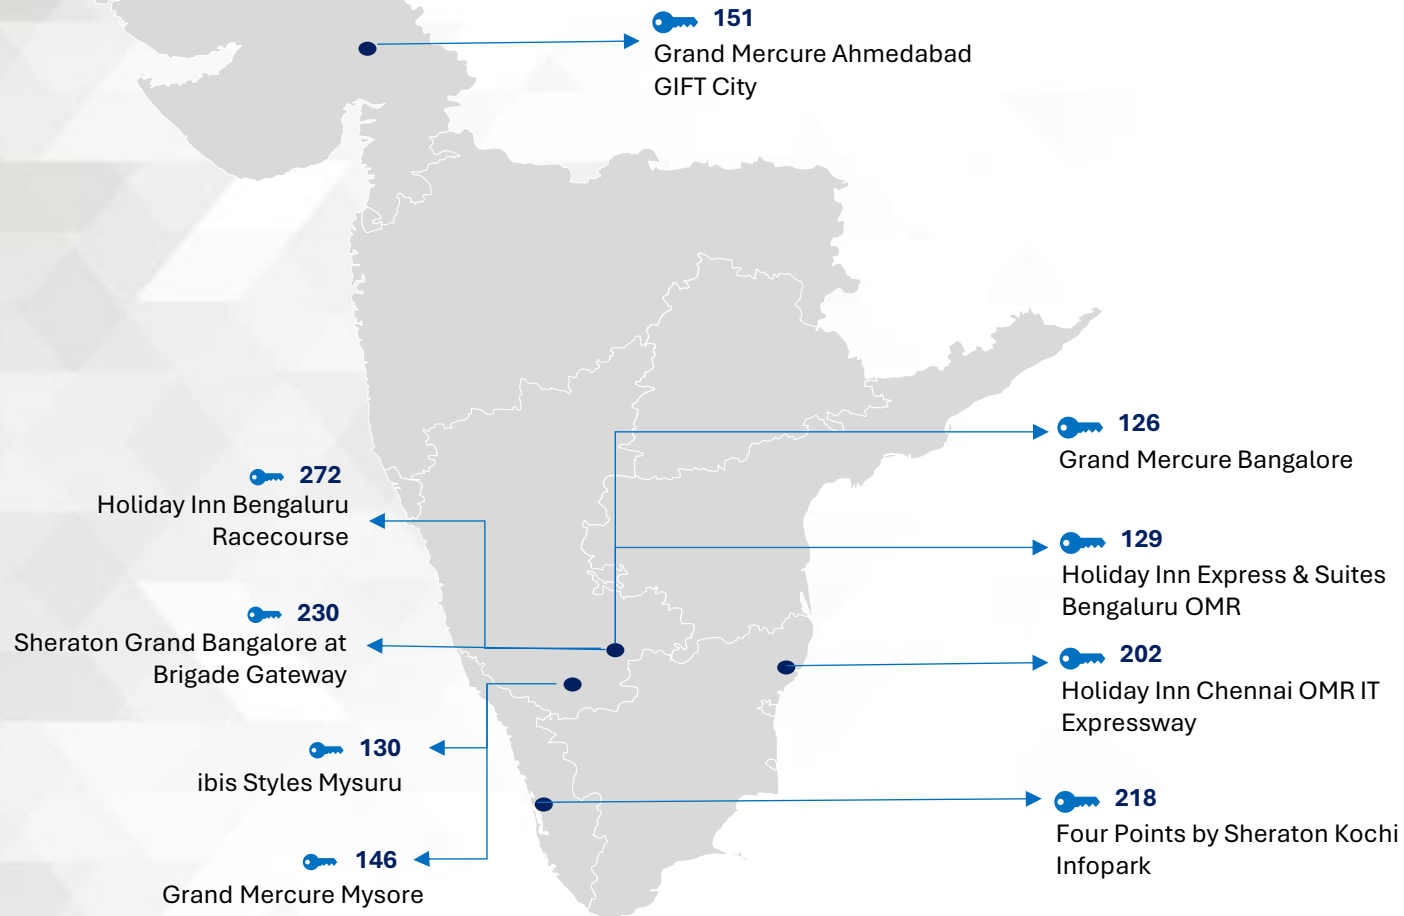 151
Grand Mercure Ahmedabad
GIFT City
126
Grand Mercure Bangalore
272
Holiday Inn Bengaluru
Racecourse
129
Holiday Inn Express & Suites
Bengaluru OMR
230
Sheraton Grand Bangalore at
Brigade Gateway
202
Holiday Inn Chennai OMR IT
Expressway
130
ibis Styles Mysuru
218
Four Points by Sheraton Kochi
Infopark
146
Grand Mercure Mysore